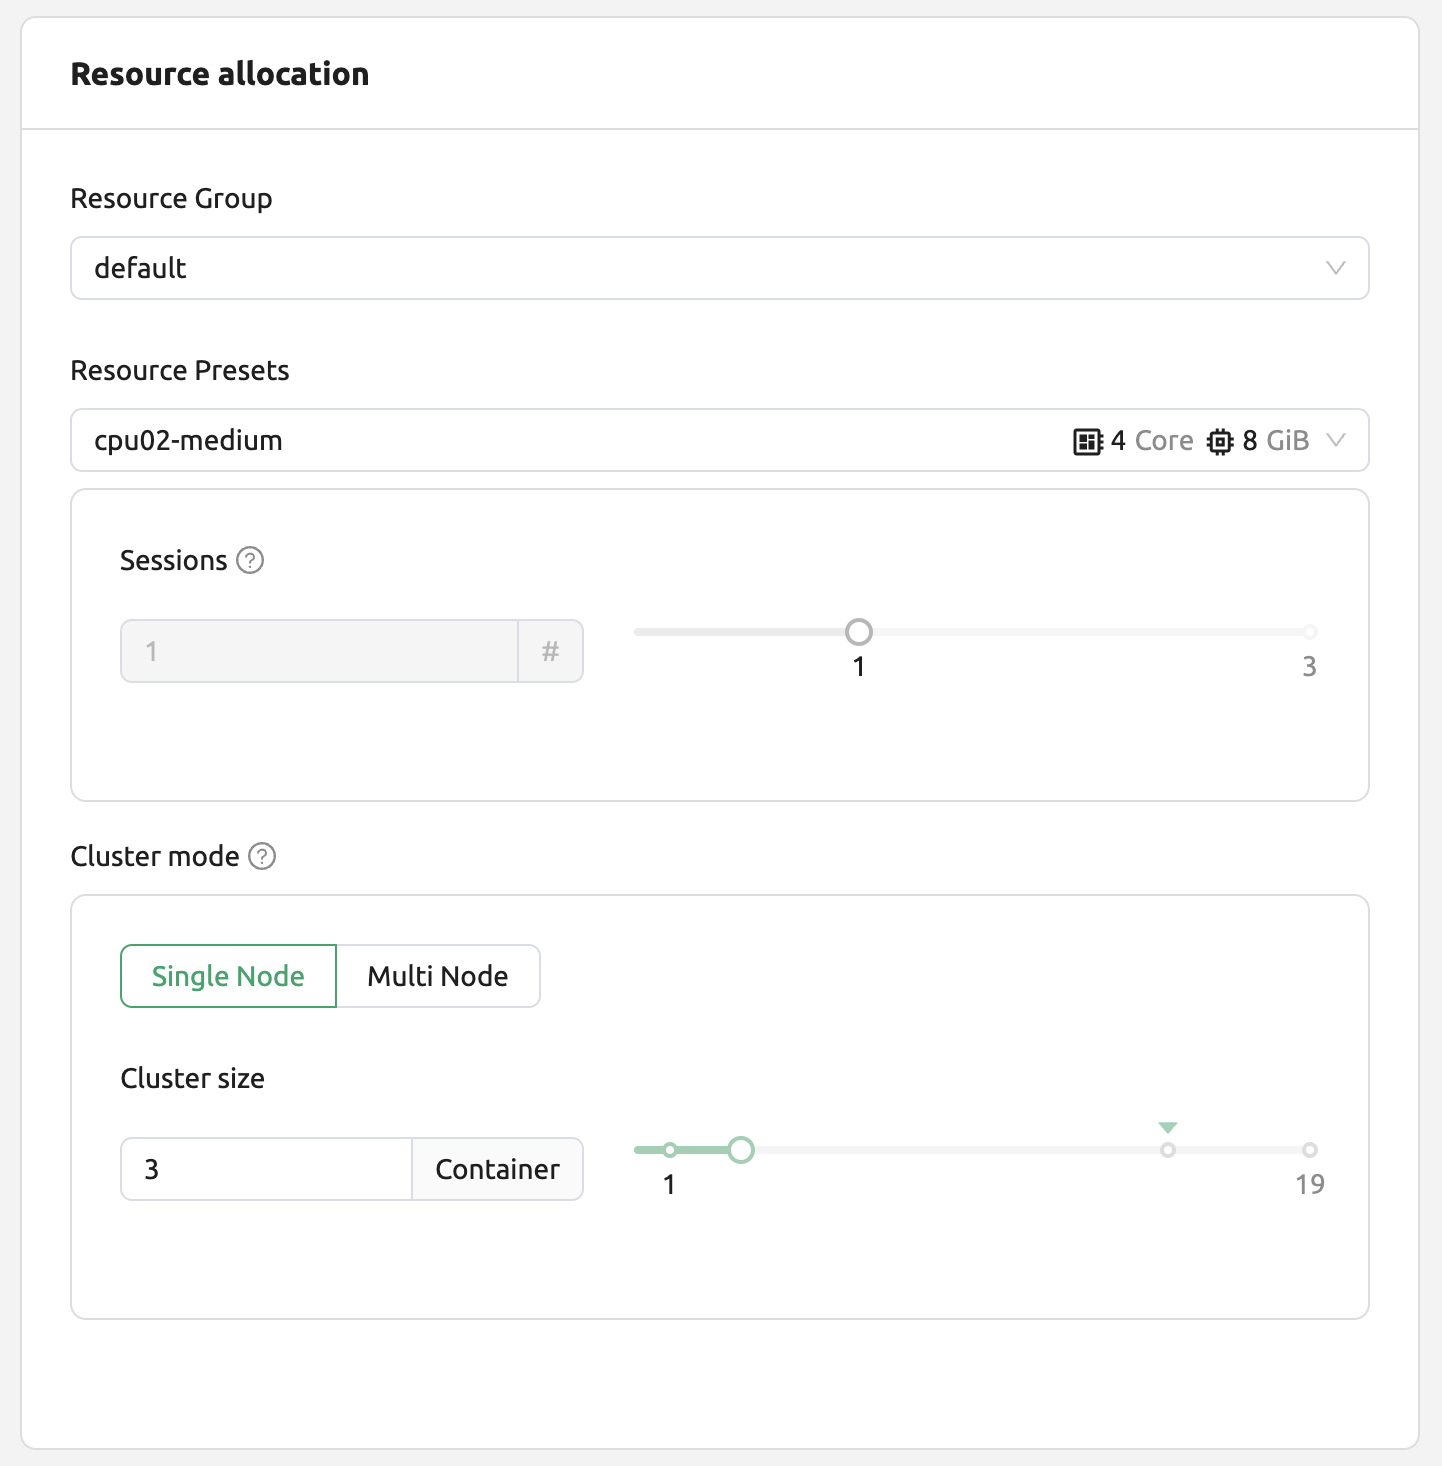 Resource allocation
Resource Group
default
Resource Presets
cpu02-medium 4 Core 8 GiB
Sessions ?
1 #
1 3
Cluster mode ?
Single Node Multi Node
Cluster size
3 Container
1 19